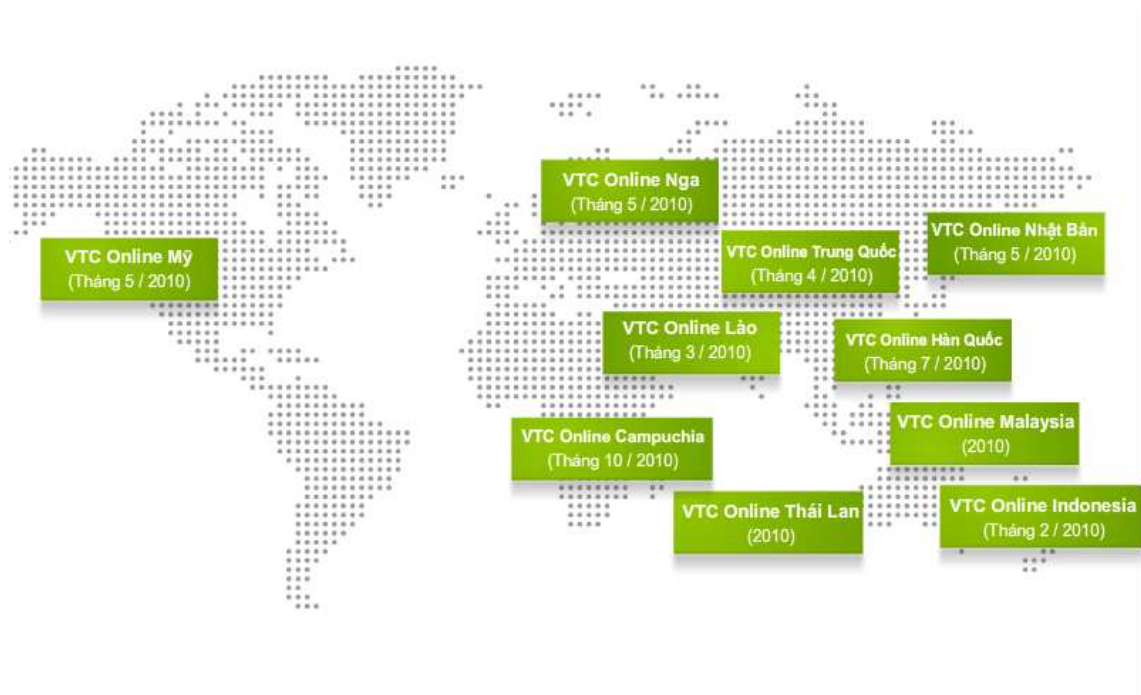 VTC Online Nga
(Tháng 5 / 2010)
VTC Online Nhật Bản
(Tháng 5 / 2010)
VTC Online Mỹ
(Tháng 5 / 2010)
VTC Online Trung Quốc
(Tháng 4 / 2010)
VTC Online Lào
(Tháng 3 / 2010)
VTC Online Hàn Quốc
(Tháng 7 / 2010)
VTC Online Malaysia
(2010)
VTC Online Campuchia
(Tháng 10 / 2010)
VTC Online Thái Lan
(2010)
VTC Online Indonesia
(Tháng 2 / 2010)